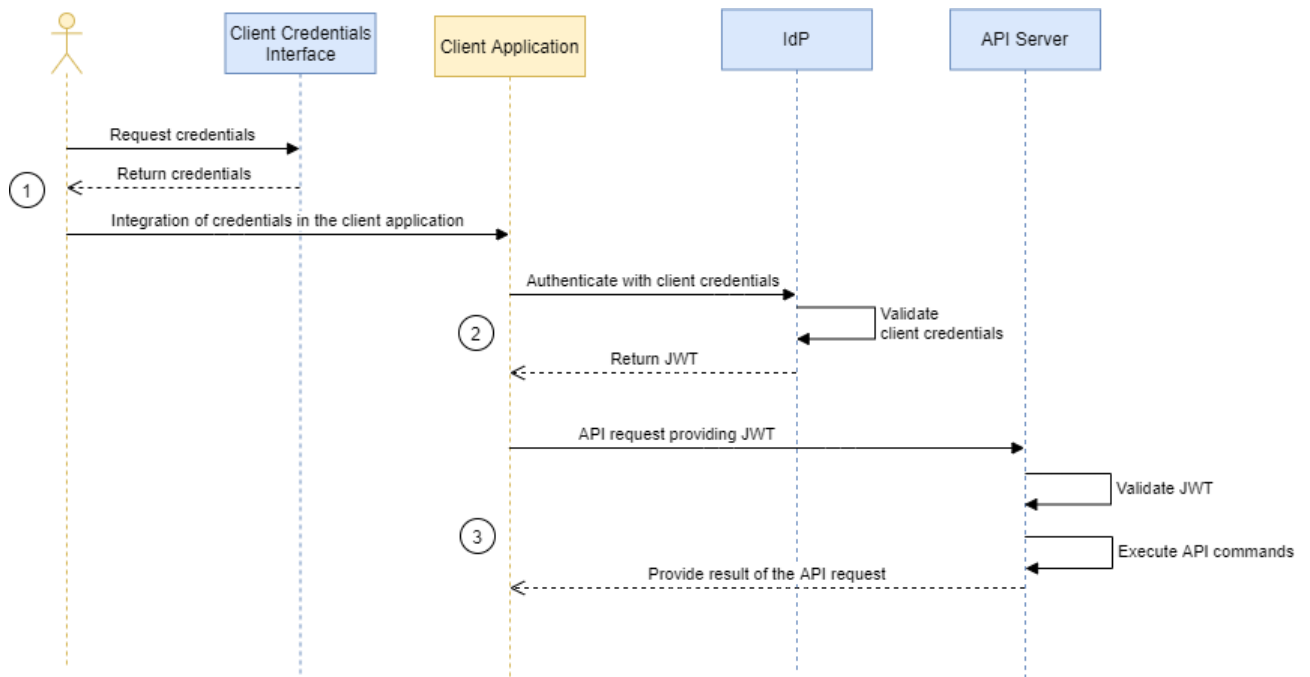 Client Credentials
Interface
Client Application
IdP
API Server
Request credentials
Return credentials
1
Integration of credentials in the client application
Authenticate with client credentials
Validate
client credentials
2
Return JWT
API request providing JWT
Validate JWT
3
Execute API commands
Provide result of the API request